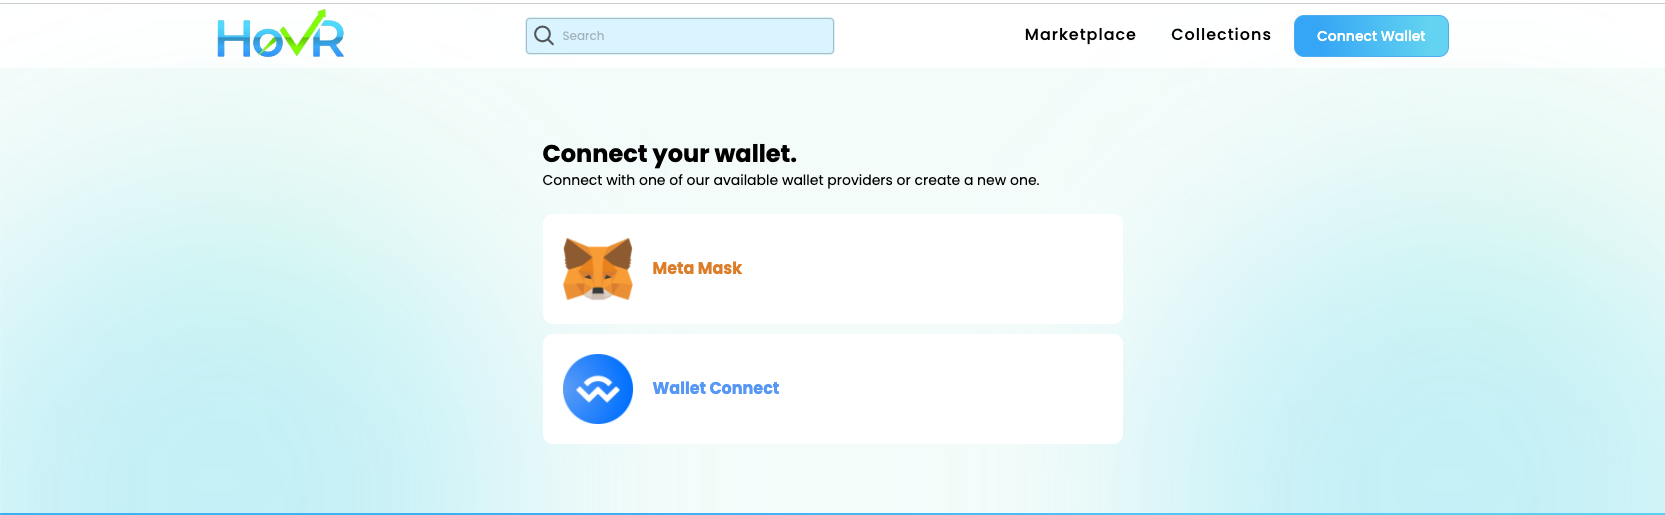 HOVR
Search
Marketplace
Collections
Connect Wallet
Connect your wallet.
Connect with one of our available wallet providers or create a new one.
Meta Mask
Wallet Connect